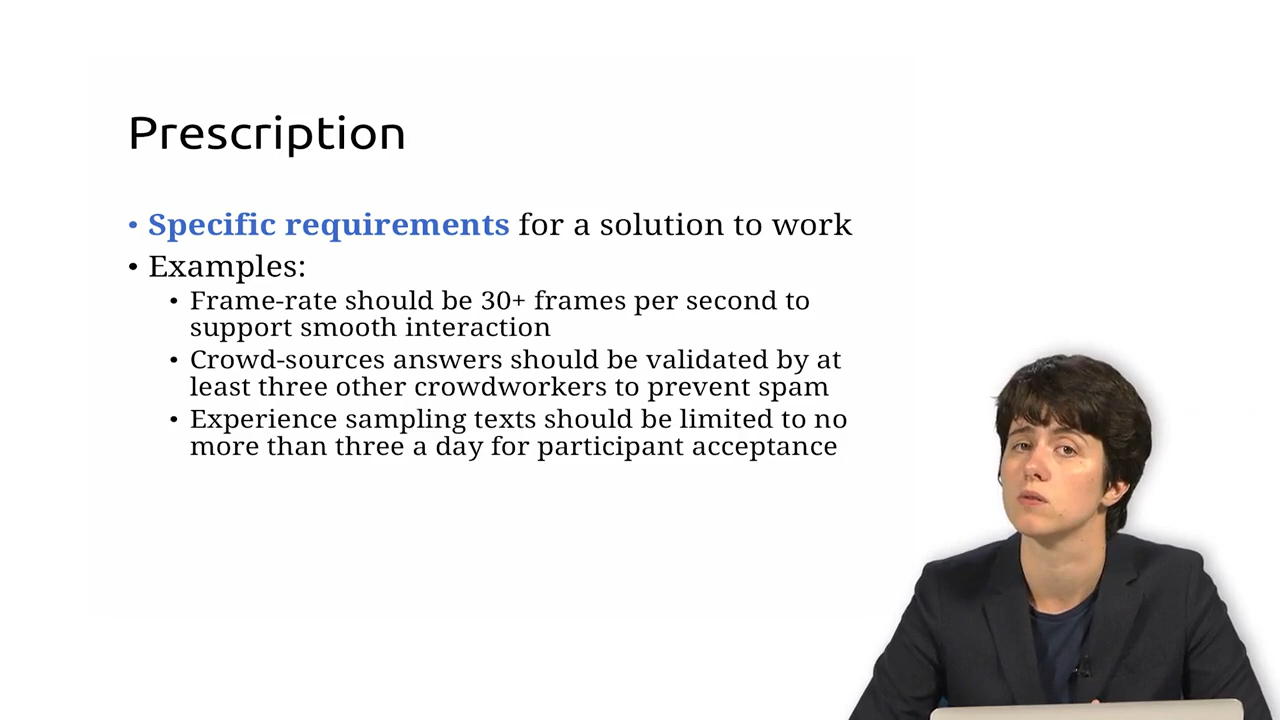 Prescription
• Specific requirements for a solution to work
• Examples:
• Frame-rate should be 30+ frames per second to
support smooth interaction
• Crowd-sources answers should be validated by at
least three other crowdworkers to prevent spam
• Experience sampling texts should be limited to no
more than three a day for participant acceptance